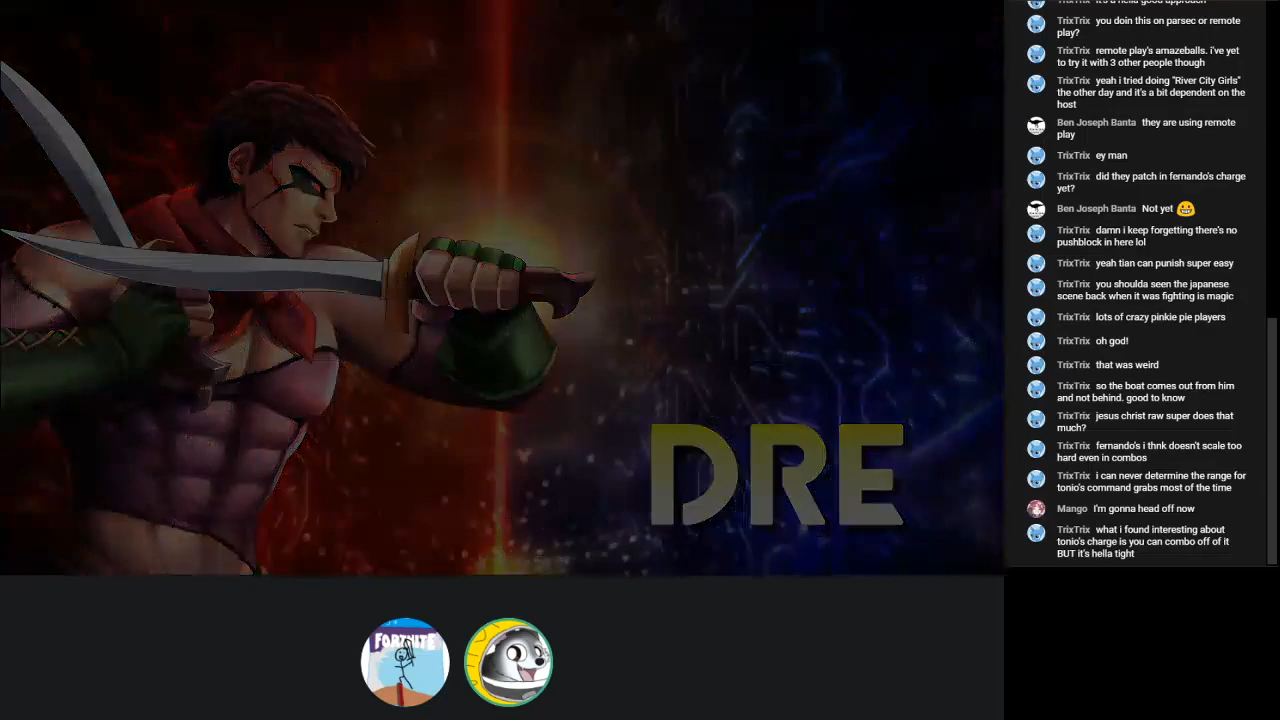 TrixTrix it's a hella good approach
TrixTrix you doin this on parsec or remote
play?
TrixTrix remote play's amazeballs. i've yet
to try it with 3 other people though
TrixTrix yeah i tried doing "River City Girls"
the other day and it's a bit dependent on the
host
Ben Joseph Banta they are using remote
play
TrixTrix ey man
TrixTrix did they patch in fernando's charge
yet?
Ben Joseph Banta Not yet 😀
TrixTrix damn i keep forgetting there's no
pushblock in here lol
TrixTrix yeah tian can punish super easy
TrixTrix you shoulda seen the japanese
scene back when it was fighting is magic
TrixTrix lots of crazy pinkie pie players
TrixTrix oh god!
TrixTrix that was weird
TrixTrix so the boat comes out from him
and not behind. good to know
TrixTrix jesus christ raw super does that
much?
TrixTrix fernando's i thnk doesn't scale too
hard even in combos
TrixTrix i can never determine the range for
tonio's command grabs most of the time
Mango I'm gonna head off now
TrixTrix what i found interesting about
tonio's charge is you can combo off of it
BUT it's hella tight
DRE
FORTNITE